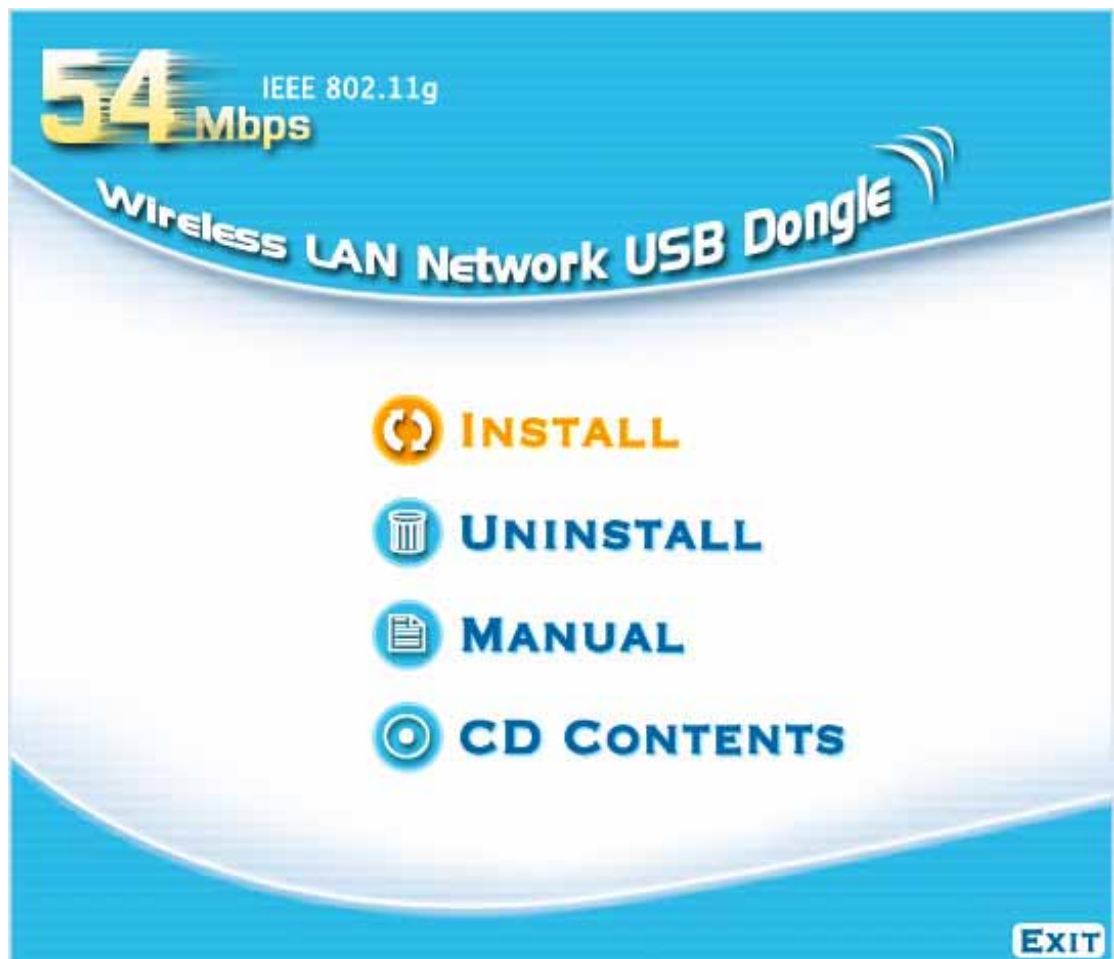 54 Mbps IEEE 802.11g
Wireless LAN Network USB Dongle
INSTALL
UNINSTALL
MANUAL
CD CONTENTS
EXIT